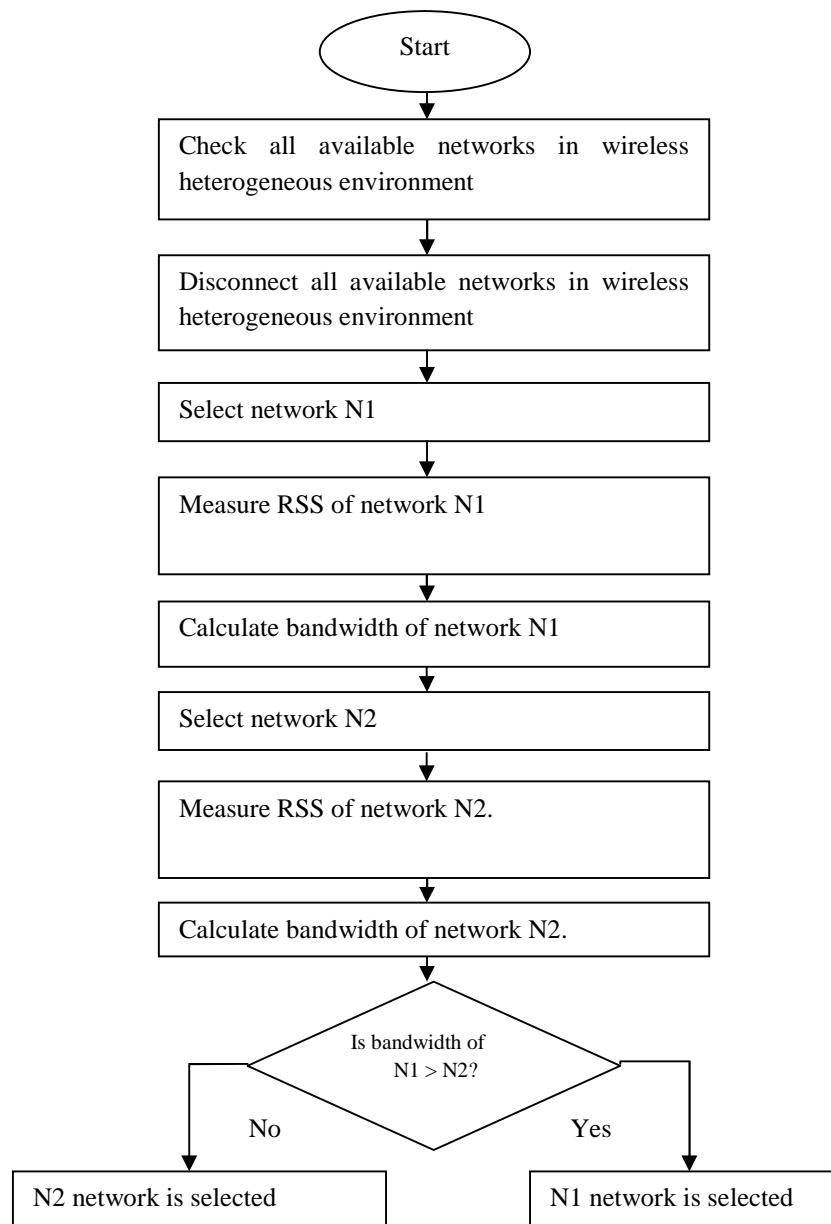 Start
Check all available networks in wireless
heterogeneous environment
Disconnect all available networks in wireless
heterogeneous environment
Select network N1
Measure RSS of network N1
Calculate bandwidth of network N1
Select network N2
Measure RSS of network N2.
Calculate bandwidth of network N2.
Is bandwidth of
N1 > N2?
No
Yes
N2 network is selected
N1 network is selected